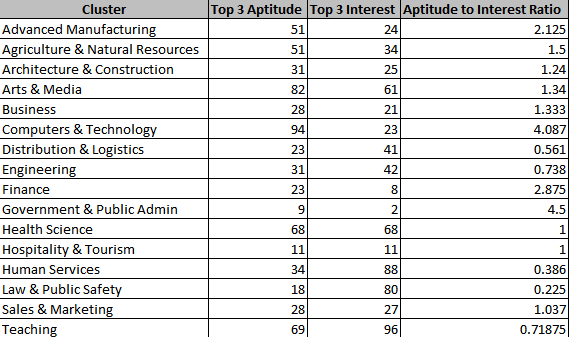 Cluster Top 3 Aptitude Top 3 Interest Aptitude to Interest Ratio
Advanced Manufacturing 51 24 2.125
Agriculture & Natural Resources 51 34 1.5
Architecture & Construction 31 25 1.24
Arts & Media 82 61 1.34
Business 28 21 1.333
Computers & Technology 94 23 4.087
Distribution & Logistics 23 41 0.561
Engineering 31 42 0.738
Finance 23 8 2.875
Government & Public Admin 9 2 4.5
Health Science 68 68 1
Hospitality & Tourism 11 11 1
Human Services 34 88 0.386
Law & Public Safety 18 80 0.225
Sales & Marketing 28 27 1.037
Teaching 69 96 0.71875